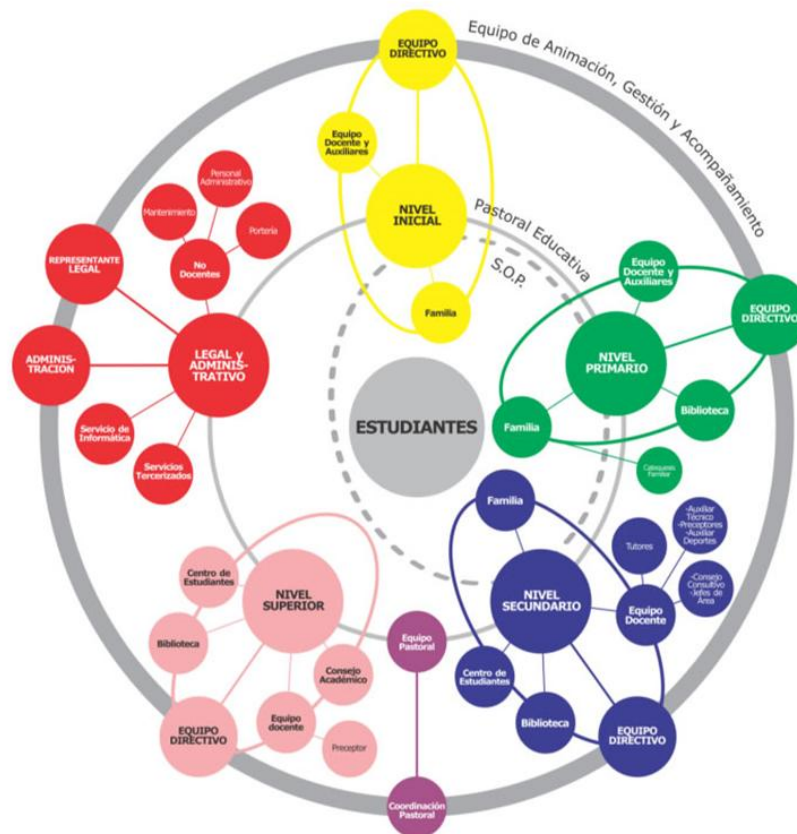 Equipo de Animación, Gestión y Acompañamiento
Pastoral Educativa
S.O.P.
ESTUDIANTES
EQUIPO
DIRECTIVO
Equipo
Docente y
Auxiliares
NIVEL
INICIAL
Familia
Equipo
Docente y
Auxiliares
EQUIPO
DIRECTIVO
NIVEL
PRIMARIO
Biblioteca
Familia
Catequesis
Familiar
Familia
-Auxiliar
Técnico
-Preceptores
-Auxiliar
Deportes
Tutores
-Consejo
Consultivo
-Jefes de
Área
NIVEL
SECUNDARIO
Equipo
Docente
Centro de
Estudiantes
Biblioteca
EQUIPO
DIRECTIVO
Equipo
Pastoral
Coordinación
Pastoral
Centro de
Estudiantes
NIVEL
SUPERIOR
Biblioteca
Consejo
Académico
Equipo
docente
EQUIPO
DIRECTIVO
Preceptor
Personal
Administrativo
Mantenimiento
Portería
No
Docentes
REPRESENTANTE
LEGAL
ADMINIS-
TRACION
LEGAL y
ADMINIS-
TRATIVO
Servicio de
Informática
Servicios
Tercerizados